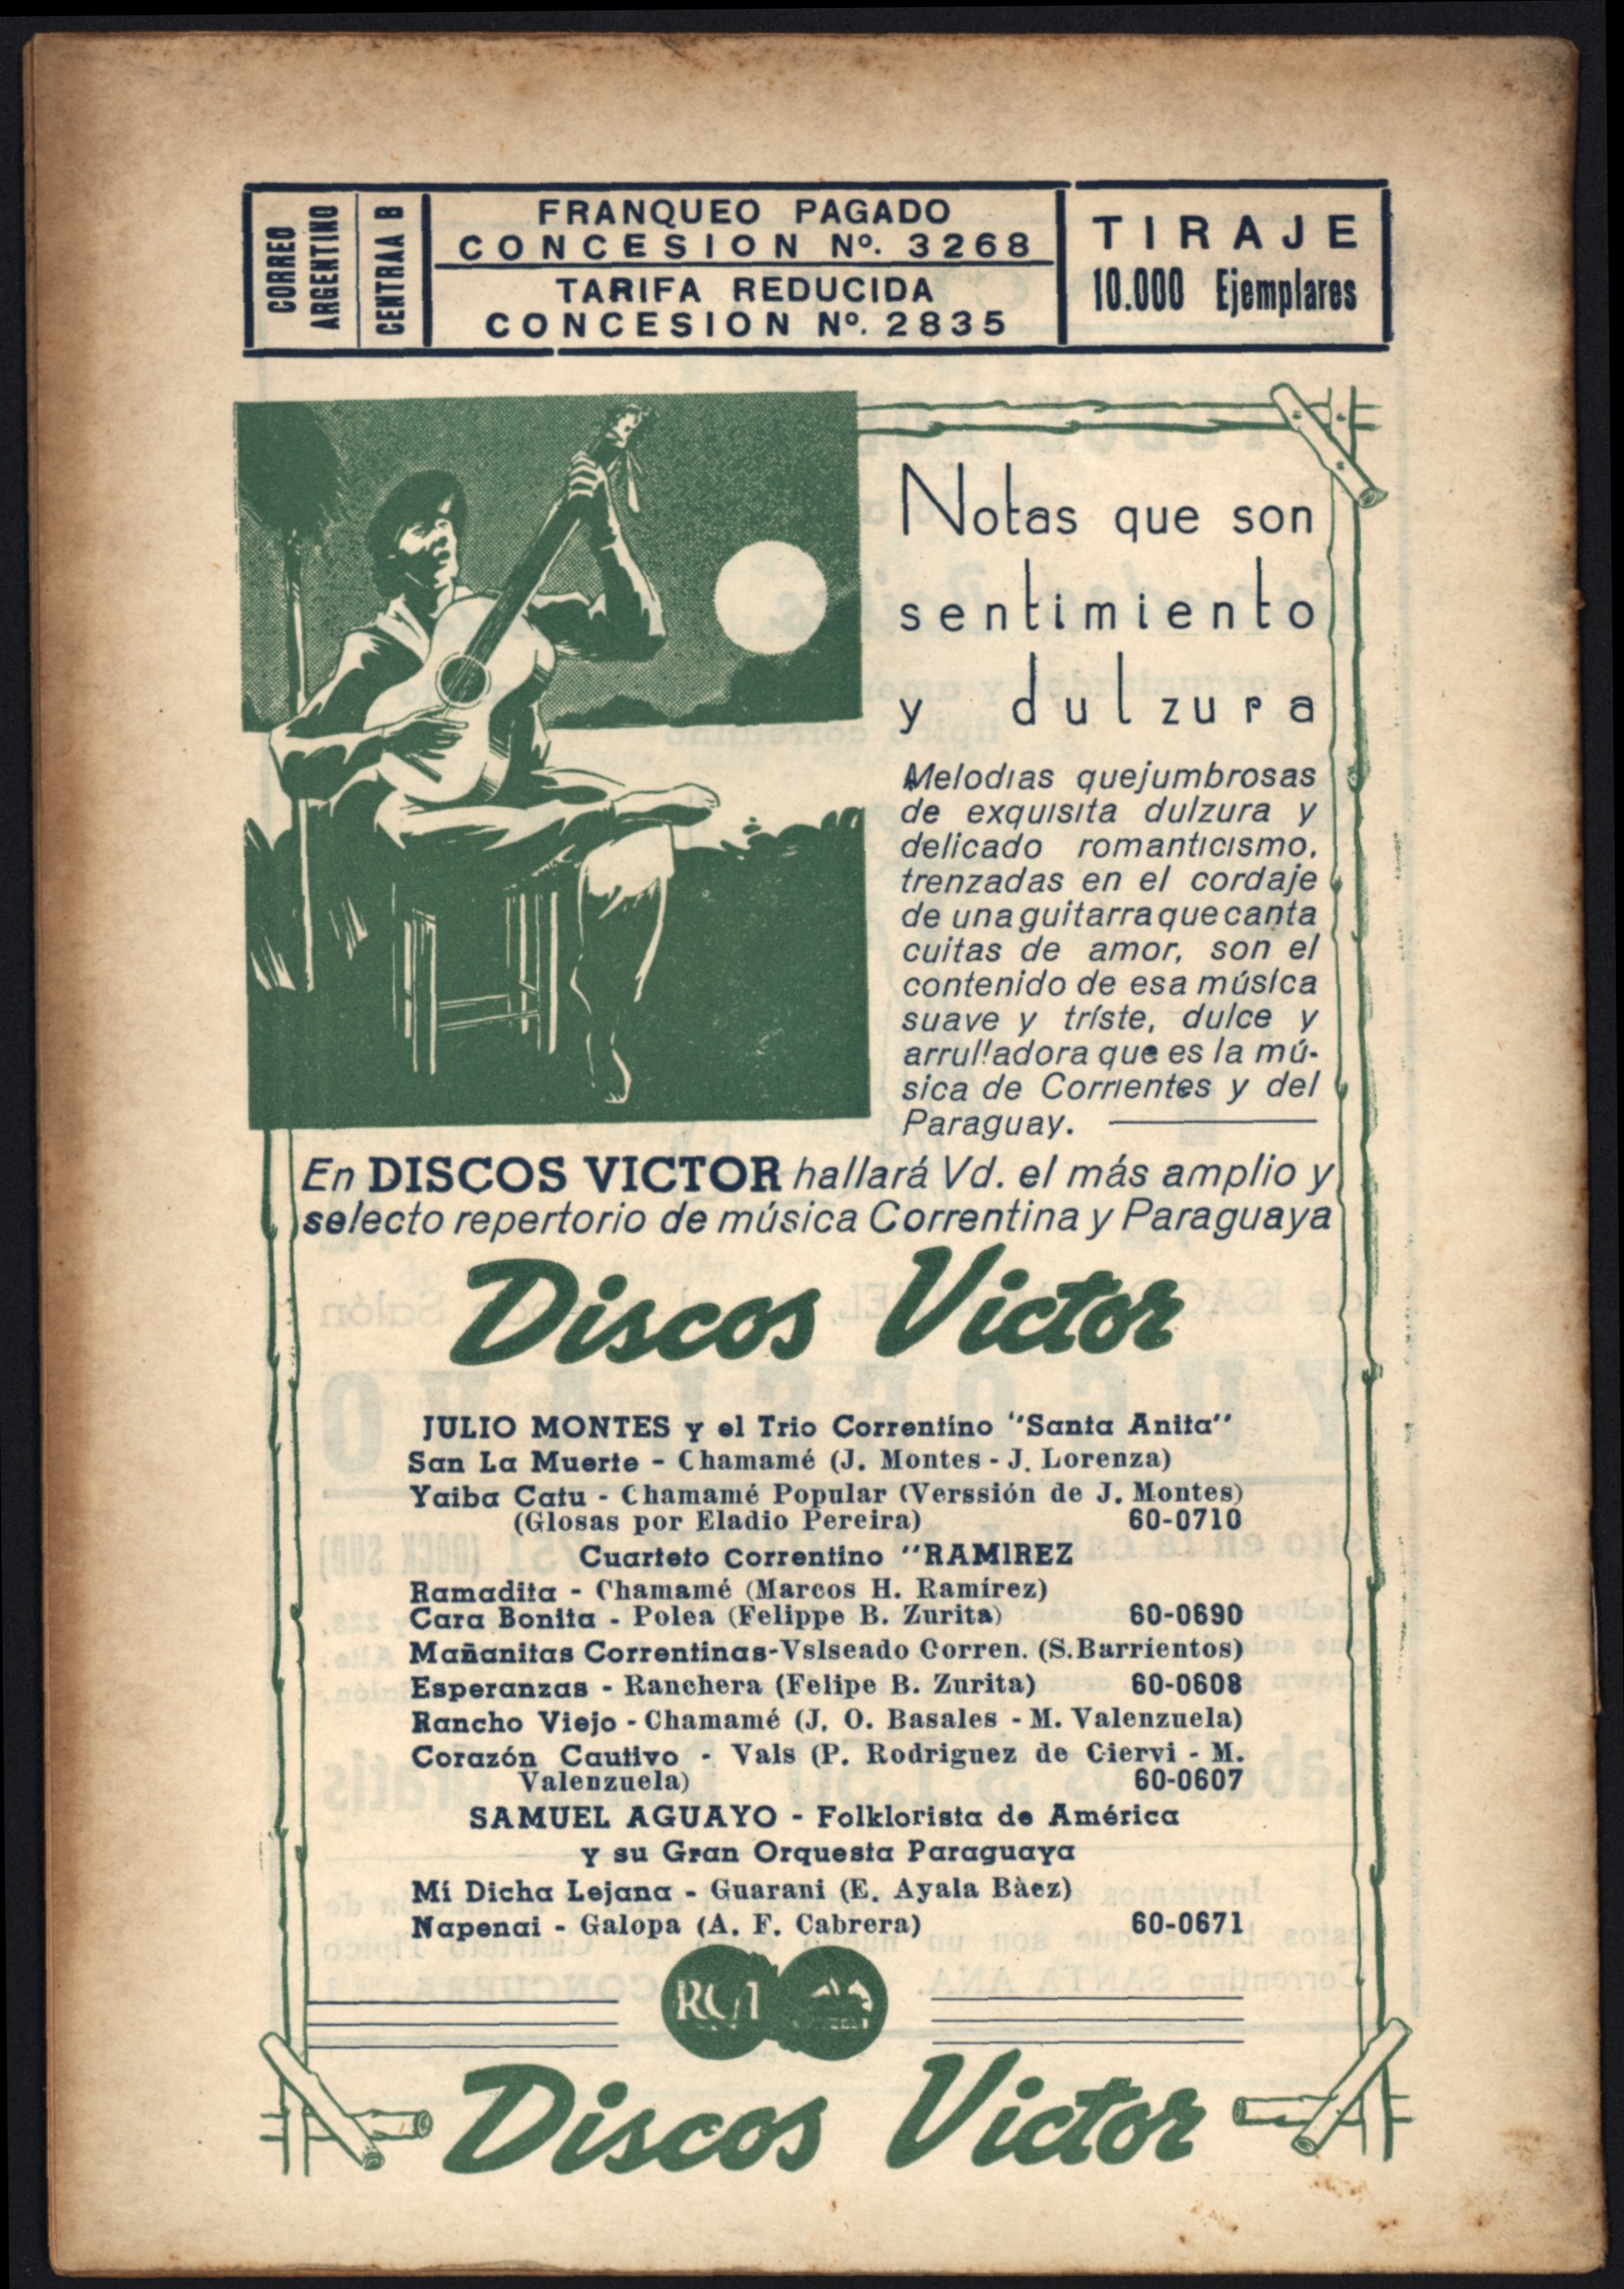 CORREO
ARGENTINO
CENTRAA B
FRANQUEO PAGADO
CONCESION Nº. 3268
TARIFA REDUCIDA
CONCESION Nº. 2835
TIRAJE
10.000 Ejemplares
Notas que son
sentimiento
y dulzura
Melodias quejumbrosas
de exquisita dulzura y
delicado romanticismo.
trenzadas en el cordaje
de una guitarra que canta
cuitas de amor, son el
contenido de esa música
suave y tríste, dulce y
arrulladora que es la mú-
sica de Corrientes y del
Paraguay.
En DISCOS VICTOR hallará Vd. el más amplio y
selecto repertorio de música Correntina y Paraguaya
Discos Victor
JULIO MONTES y el Trio Correntíno "Santa Anita"
San La Muerte - Chamamé (J. Montes - J. Lorenza)
Yaiba Catu - Chamamé Popular (Verssión de J. Montes)
(Glosas por Eladio Pereira) 60-0710
Cuarteto Correntino "RAMIREZ
Ramadita - Chamamé (Marcos H. Ramírez)
Cara Bonita - Polea (Felippe B. Zurita) 60-0690
Mañanitas Correntinas-Vslseado Corren. (S.Barrientos)
Esperanzas - Ranchera (Felipe B. Zurita) 60-0608
Rancho Viejo - Chamamé (J. O. Basales - M. Valenzuela)
Corazón Cautivo - Vals (P. Rodriguez de Ciervi - M.
Valenzuela) 60-0607
SAMUEL AGUAYO - Folklorista de América
y su Gran Orquesta Paraguaya
Mí Dicha Lejana - Guarani (E. Ayala Bàez)
Napenai - Galopa (A. F. Cabrera) 60-0671
RCA
Discos Victor